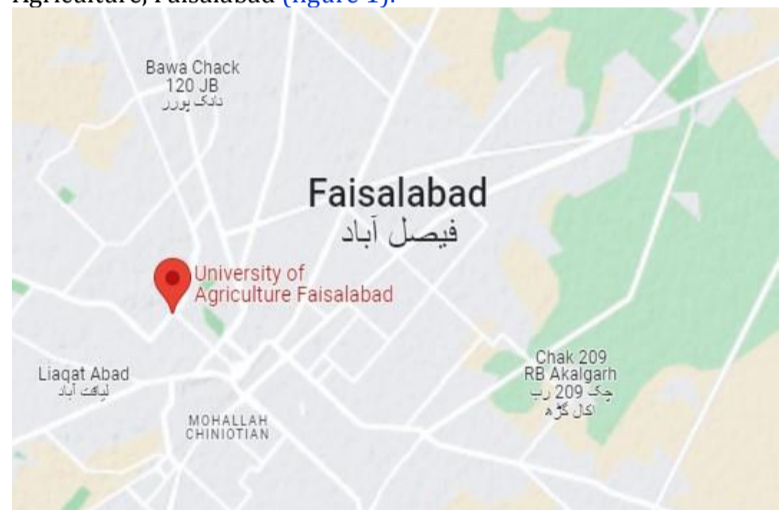 Agriculture, Faisalabad (figure 1).
Bawa Chack
120 JB
Faisalabad
فیصل آباد
University of
Agriculture Faisalabad
Liaqat Abad
لیاقت آباد
Chak 209
RB Akalgarh
چک 209 رب
اکال گڑھ
MOHALLAH
CHINIOTIAN